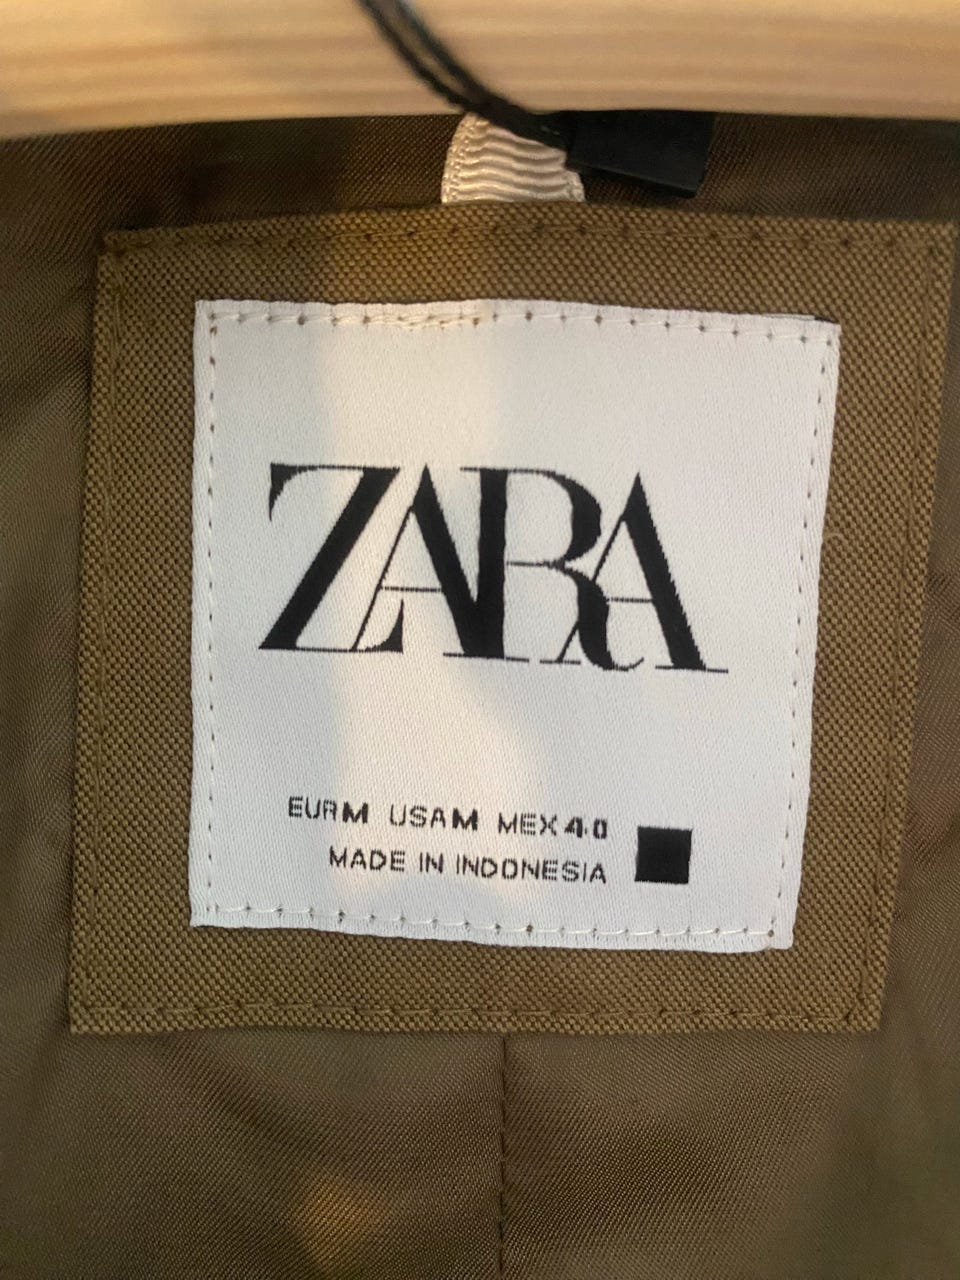 ZARA
EUR M USA M MEX 40
MADE IN INDONESIA